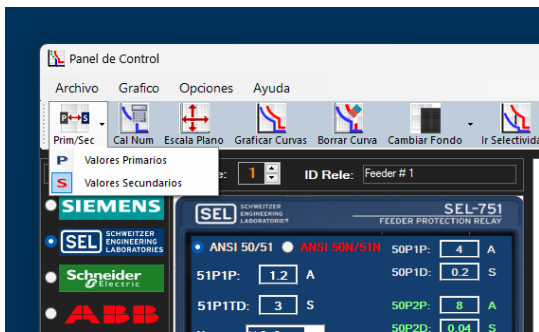 Panel de Control
Archivo Grafico Opciones Ayuda
P S
Prim/Sec Cal Num Escala Plano Graficar Curvas Borrar Curva Cambiar Fondo Ir Selectivida
P Valores Primarios
S Valores Secundarios
e: 1 ID Rele: Feeder # 1
SIEMENS
SEL SCHWEITZER ENGINEERING LABORATORIES
Schneider Electric
ABB
SEL SCHWEITZER ENGINEERING LABORATORIES
SEL-751
FEEDER PROTECTION RELAY
ANSI 50/51 ANSI 50N/51N 50P1P: 4 A
51P1P: 1.2 A 50P1D: 0.2 S
51P1TD: 3 S 50P2P: 8 A
50P2D: 0.04 S